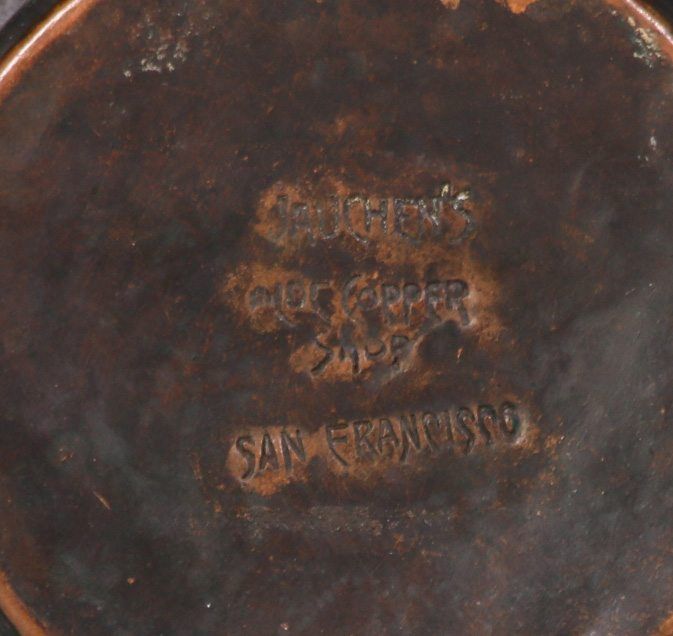 JAUCHEN'S
OLDE COPPER
SHOP
SAN FRANCISCO